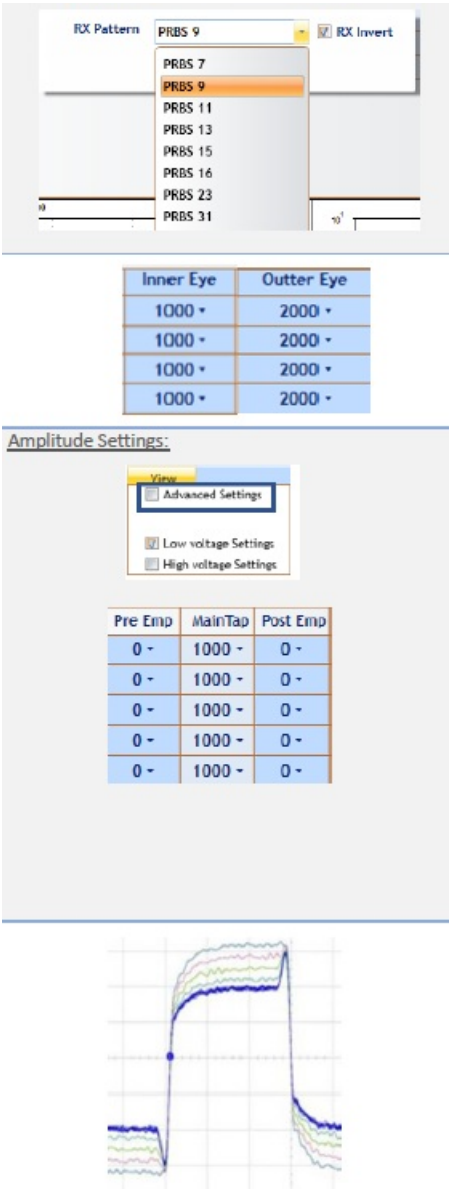 RX Pattern PRBS 9 RX Invert
PRBS 7
PRBS 9
PRBS 11
PRBS 13
PRBS 15
PRBS 16
PRBS 23
PRBS 31
10¹
Inner Eye Outter Eye
1000 2000
1000 2000
1000 2000
1000 2000
Amplitude Settings:
View
Advanced Settings
Low voltage Settings
High voltage Settings
Pre Emp MainTap Post Emp
0 1000 0
0 1000 0
0 1000 0
0 1000 0
0 1000 0